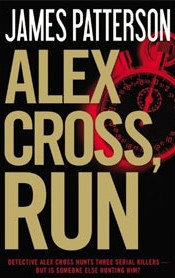 JAMES PATTERSON
ALEX
CROSS,
RUN
DETECTIVE ALEX CROSS HUNTS THREE SERIAL KILLERS —
BUT IS SOMEONE ELSE HUNTING HIM?